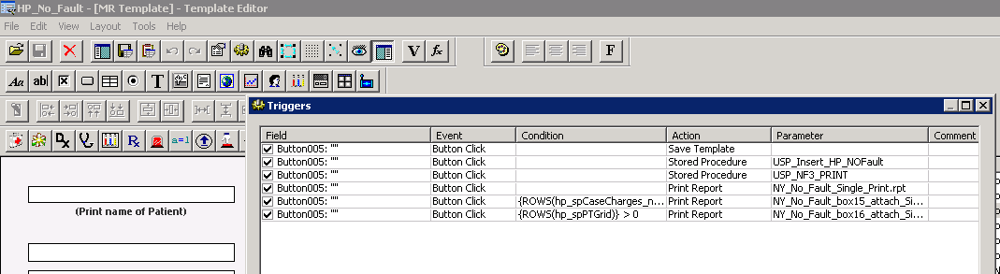 HP_No_Fault - [MR Template] - Template Editor
File Edit View Layout Tools Help
V fx F
Aa ab| T
Triggers
Dx Rx a=1
Field Event Condition Action Parameter Comment
Button005: "" Button Click Save Template
Button005: "" Button Click Stored Procedure USP_Insert_HP_NOFault
Button005: "" Button Click Stored Procedure USP_NF3_PRINT
Button005: "" Button Click Print Report NY_No_Fault_Single_Print.rpt
Button005: "" Button Click {ROWS(hp_spCaseCharges_n... Print Report NY_No_Fault_box15_attach_Si...
Button005: "" Button Click {ROWS(hp_spPTGrid)} > 0 Print Report NY_No_Fault_box16_attach_Si...
(Print name of Patient)